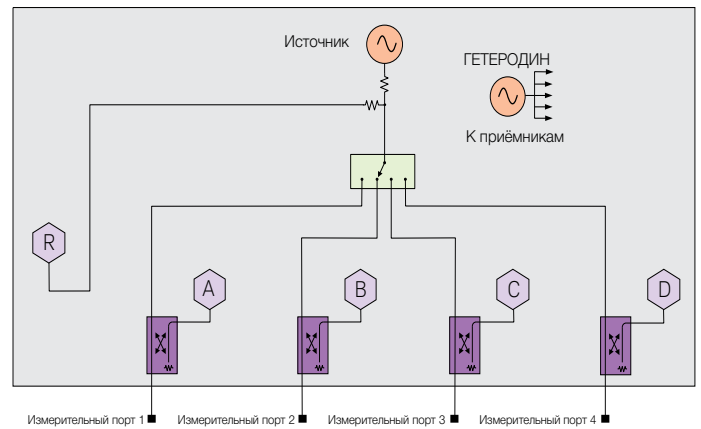 Источник
ГЕТЕРОДИН
К приёмникам
R
A
B
C
D
Измерительный порт 1
Измерительный порт 2
Измерительный порт 3
Измерительный порт 4